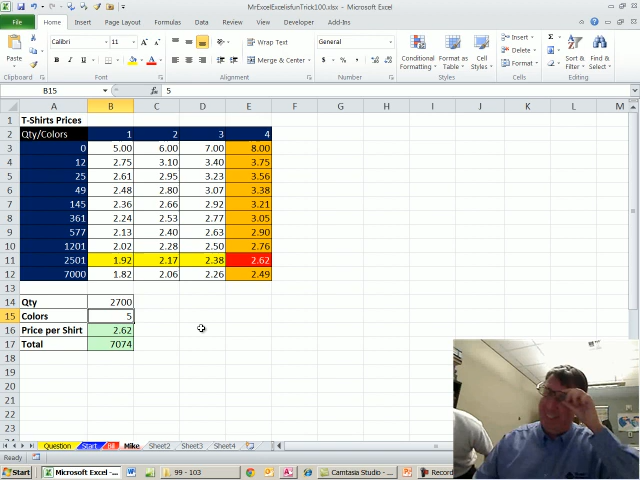 MrExcelExcelisfunTrick100.xlsx - Microsoft Excel
File Home Insert Page Layout Formulas Data Review View Developer Add-Ins
Calibri 11 Wrap Text General Insert
Paste B I U Merge & Center $ % , Conditional Formatting Format as Table Cell Styles Delete Format Sort & Filter Find & Select
Clipboard Font Alignment Number Styles Cells Editing
B15 fx 5
A B C D E F G H I J K L M
1 T-Shirts Prices
2 Qty/Colors 1 2 3 4
3 0 5.00 6.00 7.00 8.00
4 12 2.75 3.10 3.40 3.75
5 25 2.61 2.95 3.23 3.56
6 49 2.48 2.80 3.07 3.38
7 145 2.36 2.66 2.92 3.21
8 361 2.24 2.53 2.77 3.05
9 577 2.13 2.40 2.63 2.90
10 1201 2.02 2.28 2.50 2.76
11 2501 1.92 2.17 2.38 2.62
12 7000 1.82 2.06 2.26 2.49
13
14 Qty 2700
15 Colors 5
16 Price per Shirt 2.62
17 Total 7074
18
19
20
21
22
23
Question Start Bill Mike Sheet2 Sheet3 Sheet4
Start Microsoft Excel -... 99 - 103 Camtasia Studio - ... Record